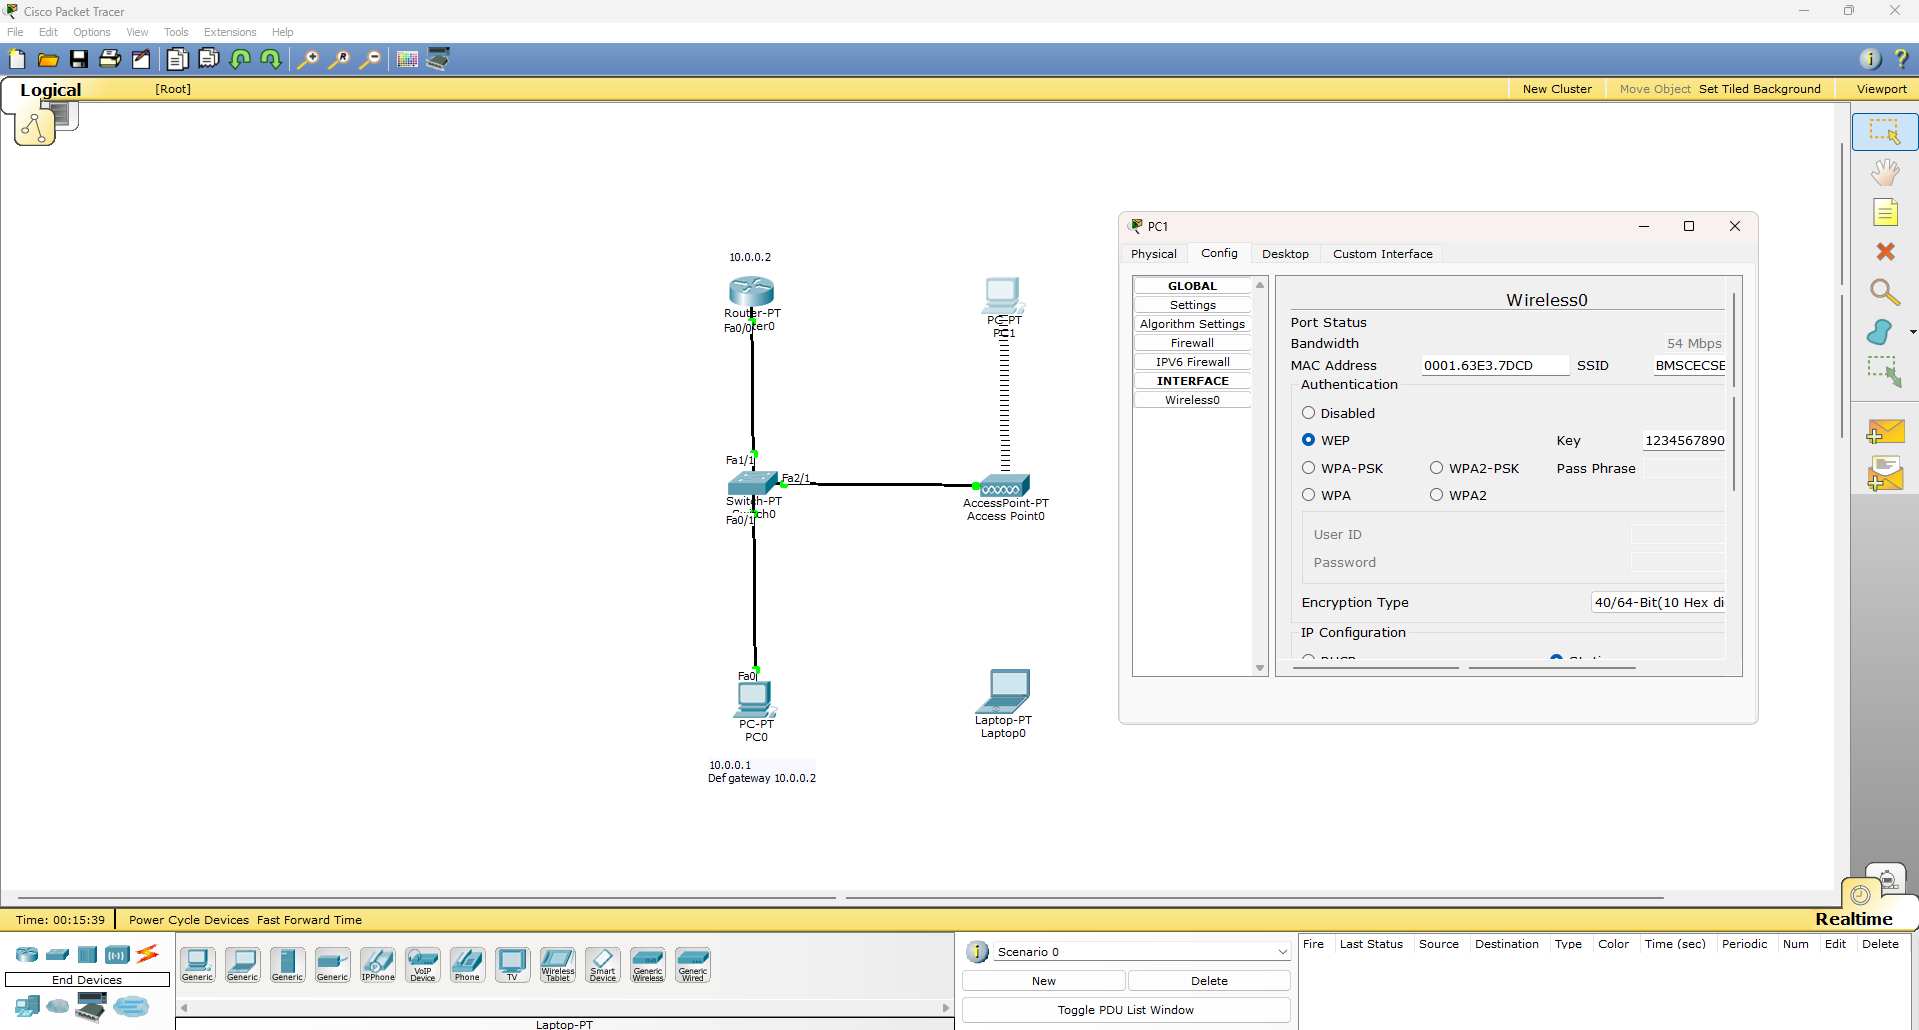 Cisco Packet Tracer
File Edit Options View Tools Extensions Help
Logical [Root] New Cluster Move Object Set Tiled Background Viewport
10.0.0.2
Router-PT
Fa0/0 ter0
PC-PT
PC1
Fa1/1
Fa2/1
Switch-PT
Switch0
Fa0/1
AccessPoint-PT
Access Point0
Fa0
PC-PT
PC0
10.0.0.1
Def gateway 10.0.0.2
Laptop-PT
Laptop0
PC1
Physical Config Desktop Custom Interface
GLOBAL
Settings
Algorithm Settings
Firewall
IPV6 Firewall
INTERFACE
Wireless0
Wireless0
Port Status
Bandwidth 54 Mbps
MAC Address 0001.63E3.7DCD SSID BMSCECSE
Authentication
Disabled
WEP Key 1234567890
WPA-PSK WPA2-PSK Pass Phrase
WPA WPA2
User ID
Password
Encryption Type 40/64-Bit(10 Hex di
IP Configuration
Time: 00:15:39 Power Cycle Devices Fast Forward Time
Realtime
End Devices
Generic Generic Generic Generic IPPhone VoIP Device Phone TV Wireless Tablet Smart Device Generic Wireless Generic Wired
Laptop-PT
Scenario 0
New Delete
Toggle PDU List Window
Fire Last Status Source Destination Type Color Time (sec) Periodic Num Edit Delete